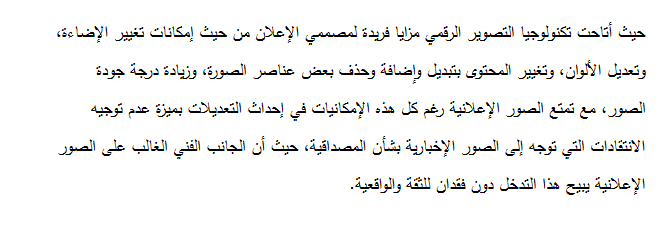 حيث أتاحت تكنولوجيا التصوير الرقمي مزايا فريدة لمصممي الإعلان من حيث إمكانات تغيير الإضاءة،
وتعديل الألوان، وتغيير المحتوى بتبديل وإضافة وحذف بعض عناصر الصورة، وزيادة درجة جودة
الصور، مع تمتع الصور الإعلانية رغم كل هذه الإمكانيات في إحداث التعديلات بميزة عدم توجيه
الانتقادات التي توجه إلى الصور الإخبارية بشأن المصداقية، حيث أن الجانب الفني الغالب على الصور
الإعلانية يبيح هذا التدخل دون فقدان للثقة والواقعية.